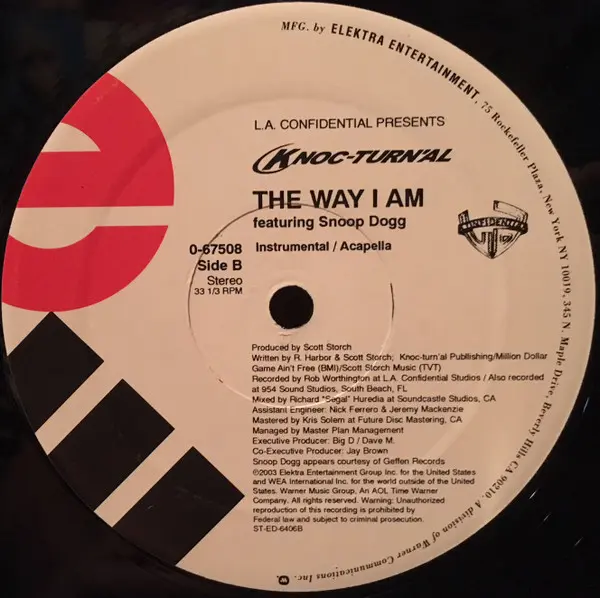 MFG. by ELEKTRA ENTERTAINMENT, 75 Rockefeller Plaza, New York NY 10019, 345 N. Maple Drive, Beverly Hills CA 90210. A division of Warner Communications Inc.
e
L.A. CONFIDENTIAL PRESENTS
KNOC-TURN'AL
THE WAY I AM
featuring Snoop Dogg
CONFIDENTIAL
0-67508
Instrumental / Acapella
Side B
Stereo
33 1/3 RPM
Produced by Scott Storch
Written by R. Harbor & Scott Storch; Knoc-turn'al Publlishing/Million Dollar
Game Ain't Free (BMI)/Scott Storch Music (TVT)
Recorded by Rob Worthington at L.A. Confidential Studios / Also recorded
at 954 Sound Studios, South Beach, FL
Mixed by Richard "Segal" Huredia at Soundcastle Studios, CA
Assistant Engineer: Nick Ferrero & Jeremy Mackenzie
Mastered by Kris Solem at Future Disc Mastering, CA
Managed by Master Plan Management
Executive Producer: Big D / Dave M.
Co-Executive Producer: Jay Brown
Snoop Dogg appears courtesy of Geffen Records
©2003 Elektra Entertainment Group Inc. for the United States
and WEA International Inc. for the world outside of the United
States. Warner Music Group, An AOL Time Warner
Company. All rights reserved. Warning: Unauthorized
reproduction of this recording is prohibited by
Federal law and subject to criminal prosecution.
ST-ED-6406B